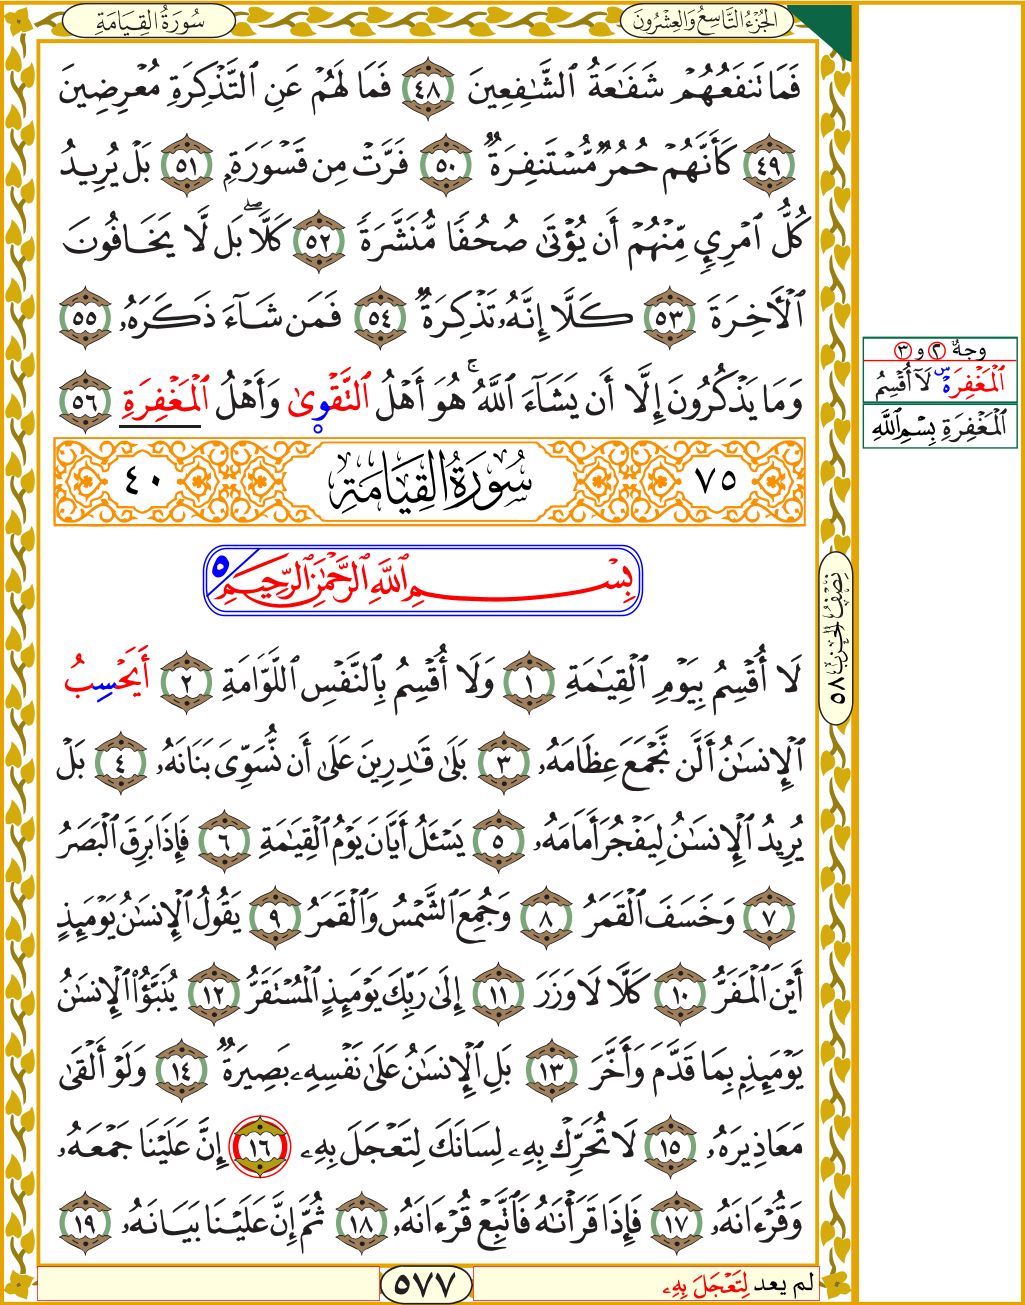 الجُزْءُ التَّاسِعُ وَالعِشْرُونَ
سُورَةُ القِيَامَةِ
فَمَا تَنفَعُهُمْ شَفَٰعَةُ ٱلشَّٰفِعِينَ ٤٨ فَمَا لَهُمْ عَنِ ٱلتَّذْكِرَةِ مُعْرِضِينَ
٤٩ كَأَنَّهُمْ حُمُرٌ مُّسْتَنفِرَةٌ ٥٠ فَرَّتْ مِن قَسْوَرَةِۭ ٥١ بَلْ يُرِيدُ
كُلُّ ٱمْرِيٕٖ مِّنْهُمْ أَن يُؤْتَىٰ صُحُفًا مُّنَشَّرَةً ٥٢ كَلَّاۖ بَل لَّا يَخَافُونَ
ٱلْأَخِرَةَ ٥٣ كَلَّا إِنَّهُۥ تَذْكِرَةٌ ٥٤ فَمَن شَآءَ ذَكَرَهُۥ ٥٥
وَمَا يَذْكُرُونَ إِلَّا أَن يَشَآءَ ٱللَّهُۚ هُوَ أَهْلُ ٱلتَّقْوِىٰ وَأَهْلُ ٱلْمَغْفِرَةِ ٥٦
٧٥ سُورَةُ القِيَامَةِ ٤٠
بِسْمِ ٱللَّهِ ٱلرَّحْمَٰنِ ٱلرَّحِيمِ ٥
لَا أُقْسِمُ بِيَوْمِ ٱلْقِيَٰمَةِ ١ وَلَا أُقْسِمُ بِٱلنَّفْسِ ٱللَّوَّامَةِ ٢ أَيَحْسِبُ
ٱلْإِنسَٰنُ أَلَّن نَّجْمَعَ عِظَامَهُۥ ٣ بَلَىٰ قَٰدِرِينَ عَلَىٰ أَن نُّسَوِّىَ بَنَانَهُۥ ٤ بَلْ
يُرِيدُ ٱلْإِنسَٰنُ لِيَفْجُرَ أَمَامَهُۥ ٥ يَسْـَٔلُ أَيَّانَ يَوْمُ ٱلْقِيَٰمَةِ ٦ فَإِذَا بَرِقَ ٱلْبَصَرُ
٧ وَخَسَفَ ٱلْقَمَرُ ٨ وَجُمِعَ ٱلشَّمْسُ وَٱلْقَمَرُ ٩ يَقُولُ ٱلْإِنسَٰنُ يَوْمَئِذٍ
أَيْنَ ٱلْمَفَرُّ ١٠ كَلَّا لَا وَزَرَ ١١ إِلَىٰ رَبِّكَ يَوْمَئِذٍ ٱلْمُسْتَقَرُّ ١٢ يُنَبَّؤُا۟ ٱلْإِنسَٰنُ
يَوْمَئِذٍۭ بِمَا قَدَّمَ وَأَخَّرَ ١٣ بَلِ ٱلْإِنسَٰنُ عَلَىٰ نَفْسِهِۦ بَصِيرَةٌ ١٤ وَلَوْ أَلْقَىٰ
مَعَاذِيرَهُۥ ١٥ لَا تُحَرِّكْ بِهِۦ لِسَانَكَ لِتَعْجَلَ بِهِۦ ١٦ إِنَّ عَلَيْنَا جَمْعَهُۥ
وَقُرْءَانَهُۥ ١٧ فَإِذَا قَرَأْنَٰهُ فَٱتَّبِعْ قُرْءَانَهُۥ ١٨ ثُمَّ إِنَّ عَلَيْنَا بَيَانَهُۥ ١٩
٥٧٧
لم يعد لِتَعْجَلَ بِهِۦ
وجهٌ ٢ و ٣
ٱلْمَغْفِرَةِ س لَآ أُقْسِمُ
ٱلْمَغْفِرَةِ بِسْمِ ٱللَّهِ
نِصْفُ الحِزْبِ ٥٨